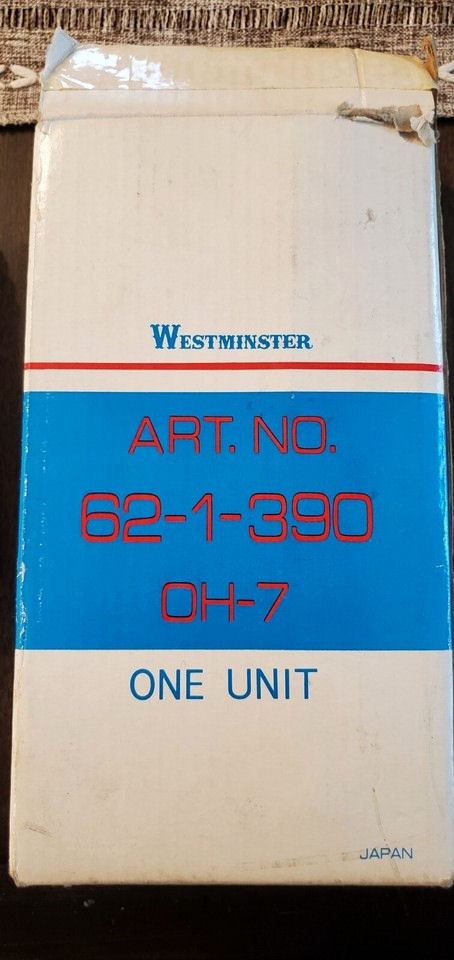 WESTMINSTER
ART. NO.
62-1-390
OH-7
ONE UNIT
JAPAN